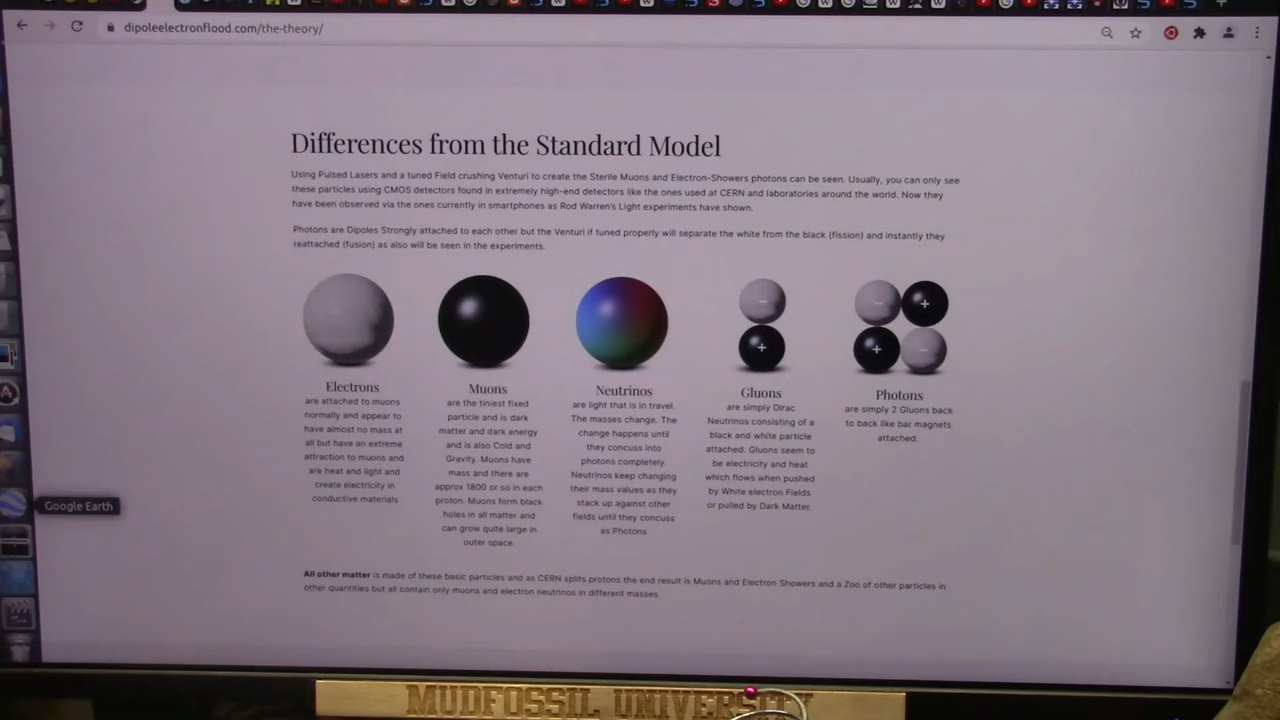 dipoleelectronflood.com/the-theory/
Differences from the Standard Model
Using Pulsed Lasers and a tuned Field crushing Venturi to create the Sterile Muons and Electron-Showers photons can be seen. Usually, you can only see
these particles using CMOS detectors found in extremely high-end detectors like the ones used at CERN and laboratories around the world. Now they
have been observed via the ones currently in smartphones as Rod Warren's Light experiments have shown.
Photons are Dipoles Strongly attached to each other but the Venturi if tuned properly will separate the white from the black (fission) and instantly they
reattached (fusion) as also will be seen in the experiments.
Electrons
are attached to muons
normally and appear to
have almost no mass at
all but have an extreme
attraction to muons and
are heat and light and
create electricity in
conductive materials
Muons
are the tiniest fixed
particle and is dark
matter and dark energy
and is also Cold and
Gravity. Muons have
mass and there are
approx 1800 or so in each
proton. Muons form black
holes in all matter and
can grow quite large in
outer space.
Neutrinos
are light that is in travel.
The masses change. The
change happens until
they concuss into
photons completely.
Neutrinos keep changing
their mass values as they
stack up against other
fields until they concuss
as Photons
-
+
Gluons
are simply Dirac
Neutrinos consisting of a
black and white particle
attached. Gluons seem to
be electricity and heat
which flows when pushed
by White electron Fields
or pulled by Dark Matter.
- +
+ -
Photons
are simply 2 Gluons back
to back like bar magnets
attached.
Google Earth
All other matter is made of these basic particles and as CERN splits protons the end result is Muons and Electron Showers and a Zoo of other particles in
other quantities but all contain only muons and electron neutrinos in different masses.
MUDFOSSIL UNIVERSITY